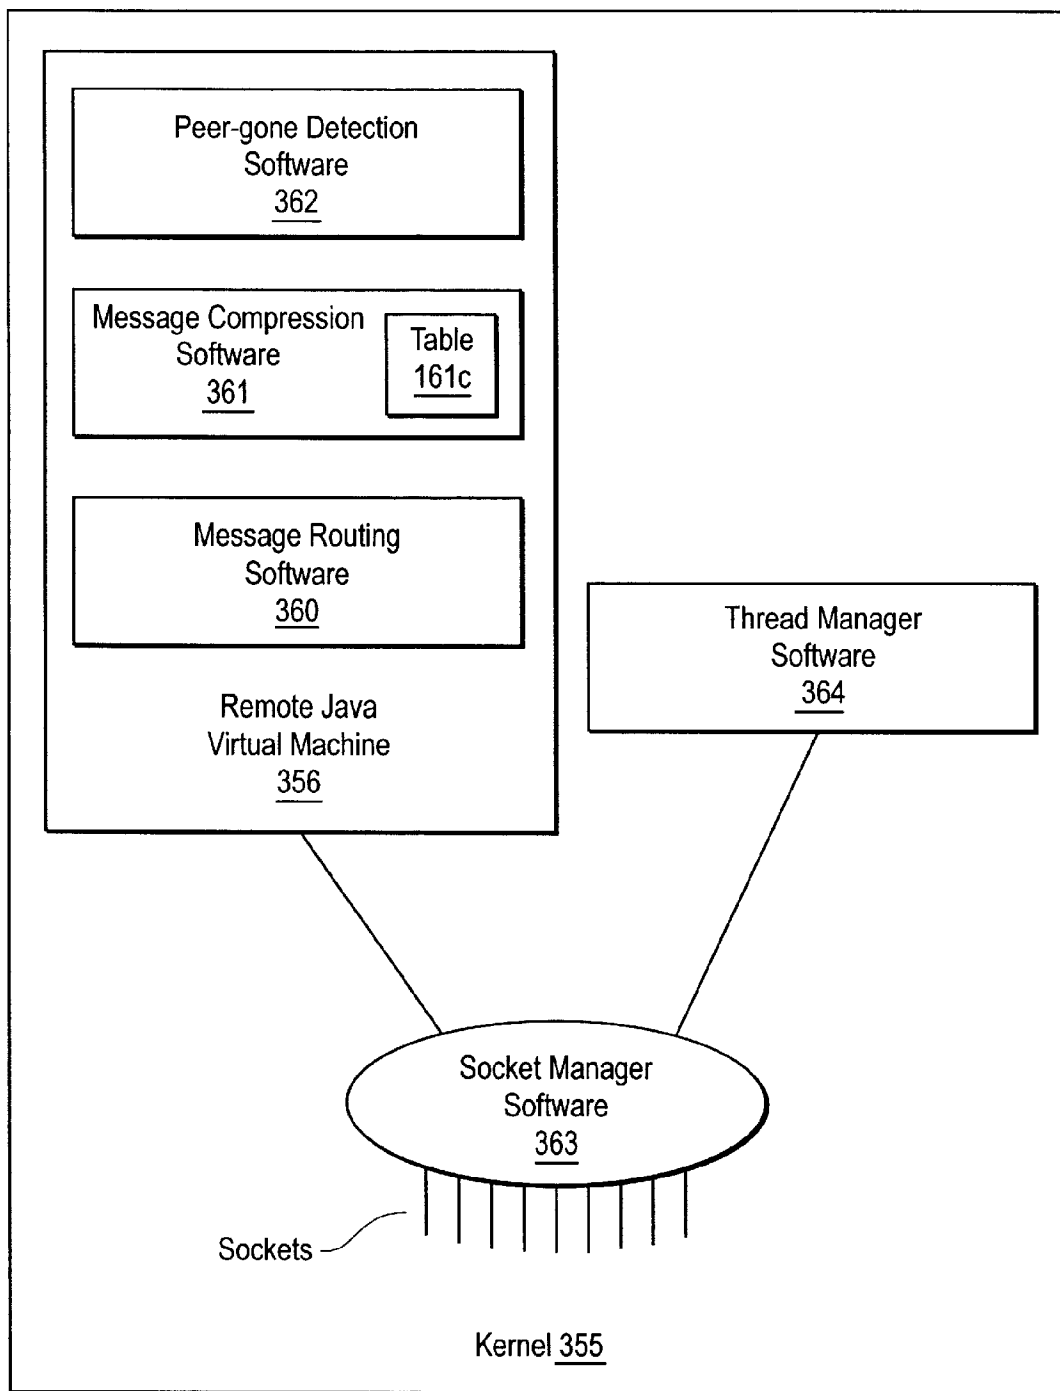 Peer-gone Detection
Software
362
Message Compression
Software
361
Table
161c
Message Routing
Software
360
Remote Java
Virtual Machine
356
Thread Manager
Software
364
Socket Manager
Software
363
Sockets
Kernel 355